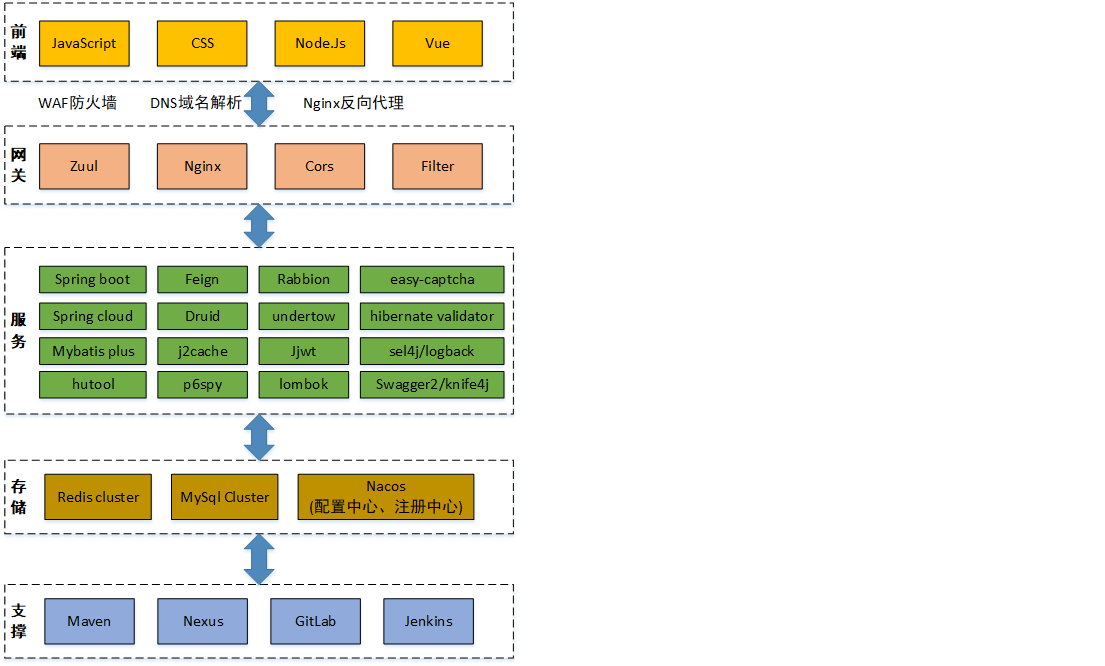 前端
JavaScript
CSS
Node.Js
Vue
WAF防火墙
DNS域名解析
Nginx反向代理
网关
Zuul
Nginx
Cors
Filter
服务
Spring boot
Feign
Rabbion
easy-captcha
Spring cloud
Druid
undertow
hibernate validator
Mybatis plus
j2cache
Jjwt
sel4j/logback
hutool
p6spy
lombok
Swagger2/knife4j
存储
Redis cluster
MySql Cluster
Nacos
(配置中心、注册中心)
支撑
Maven
Nexus
GitLab
Jenkins